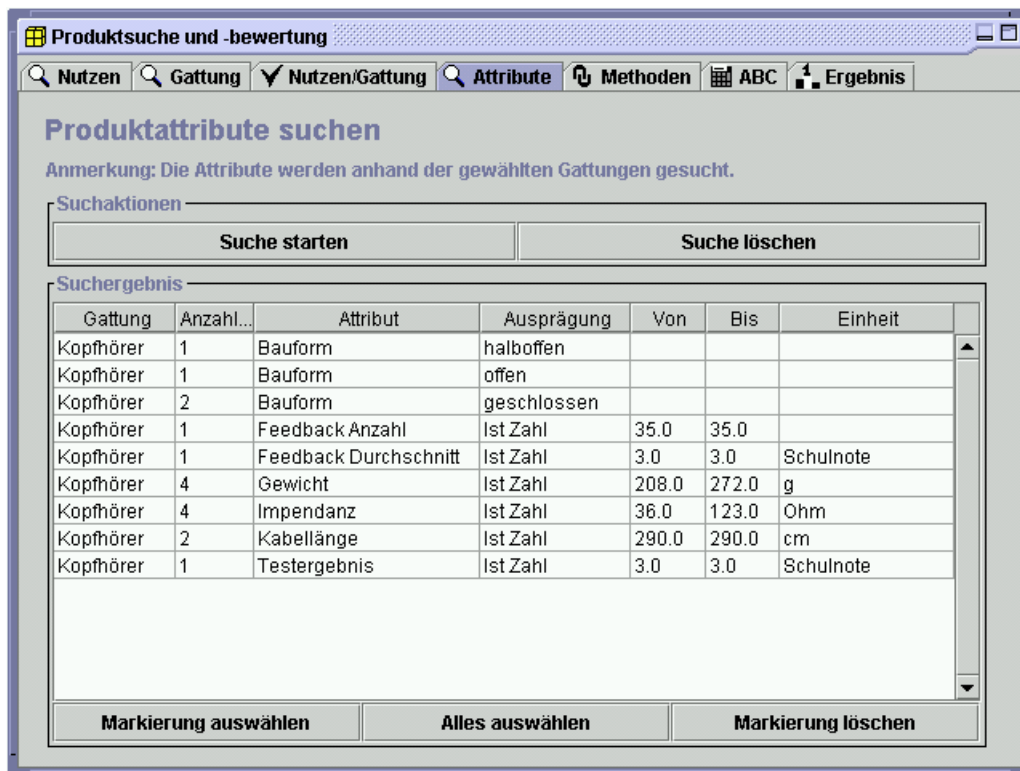 Produktsuche und -bewertung
Nutzen Gattung Nutzen/Gattung Attribute Methoden ABC 1 Ergebnis
Produktattribute suchen
Anmerkung: Die Attribute werden anhand der gewählten Gattungen gesucht.
Suchaktionen
Suche starten Suche löschen
Suchergebnis
Gattung Anzahl... Attribut Ausprägung Von Bis Einheit
Kopfhörer 1 Bauform halboffen
Kopfhörer 1 Bauform offen
Kopfhörer 2 Bauform geschlossen
Kopfhörer 1 Feedback Anzahl Ist Zahl 35.0 35.0
Kopfhörer 1 Feedback Durchschnitt Ist Zahl 3.0 3.0 Schulnote
Kopfhörer 4 Gewicht Ist Zahl 208.0 272.0 g
Kopfhörer 4 Impendanz Ist Zahl 36.0 123.0 Ohm
Kopfhörer 2 Kabellänge Ist Zahl 290.0 290.0 cm
Kopfhörer 1 Testergebnis Ist Zahl 3.0 3.0 Schulnote
Markierung auswählen Alles auswählen Markierung löschen